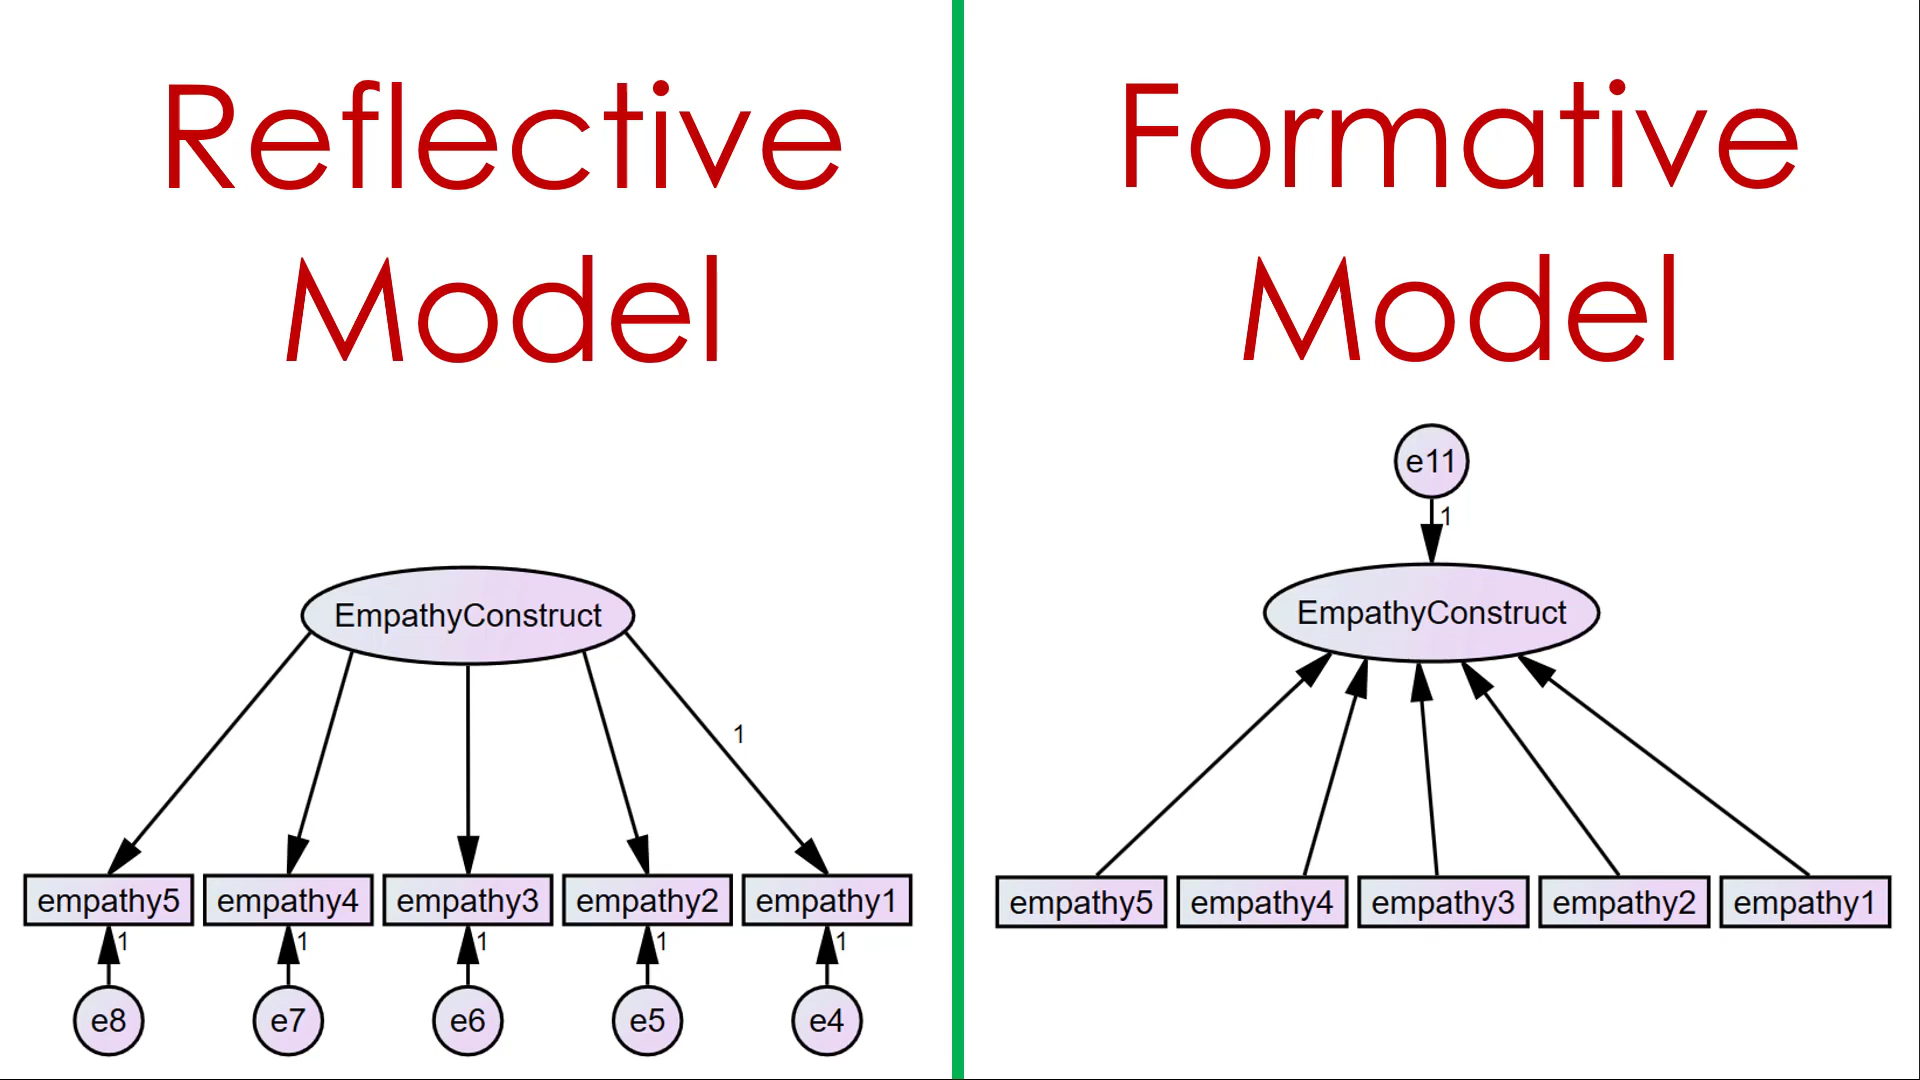 Reflective
Model
EmpathyConstruct
1
empathy5 empathy4 empathy3 empathy2 empathy1
1 1 1 1 1
e8 e7 e6 e5 e4
Formative
Model
e11
1
EmpathyConstruct
empathy5 empathy4 empathy3 empathy2 empathy1